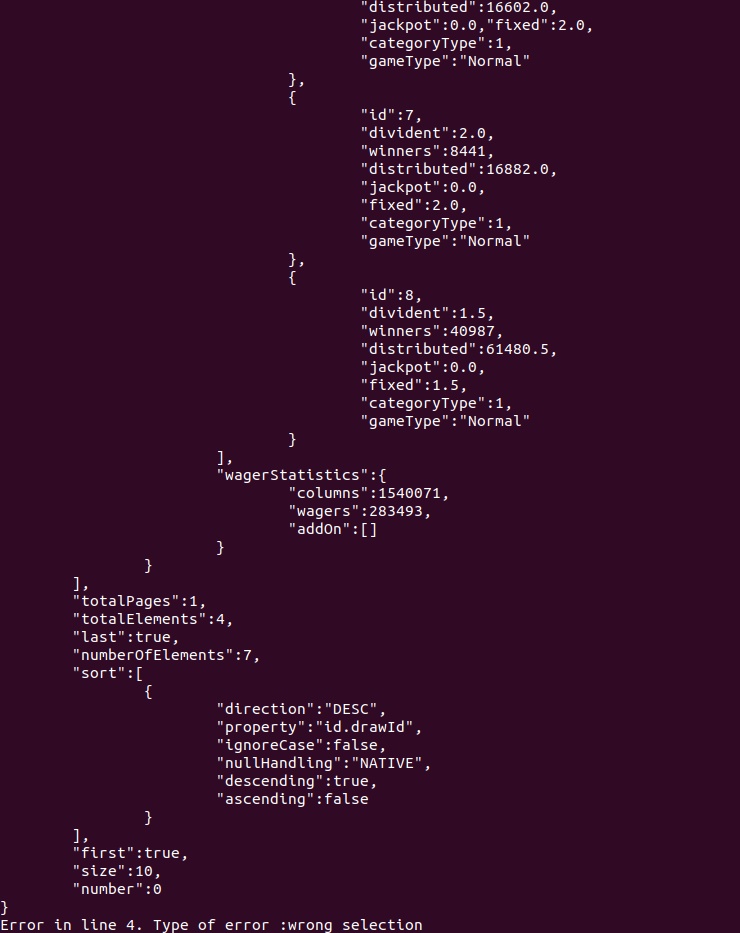 "distributed":16602.0,
"jackpot":0.0,"fixed":2.0,
"categoryType":1,
"gameType":"Normal"
},
{
"id":7,
"divident":2.0,
"winners":8441,
"distributed":16882.0,
"jackpot":0.0,
"fixed":2.0,
"categoryType":1,
"gameType":"Normal"
},
{
"id":8,
"divident":1.5,
"winners":40987,
"distributed":61480.5,
"jackpot":0.0,
"fixed":1.5,
"categoryType":1,
"gameType":"Normal"
}
],
"wagerStatistics":{
"columns":1540071,
"wagers":283493,
"addOn":[]
}
}
],
"totalPages":1,
"totalElements":4,
"last":true,
"numberOfElements":7,
"sort":[
{
"direction":"DESC",
"property":"id.drawId",
"ignoreCase":false,
"nullHandling":"NATIVE",
"descending":true,
"ascending":false
}
],
"first":true,
"size":10,
"number":0
}
Error in line 4. Type of error :wrong selection